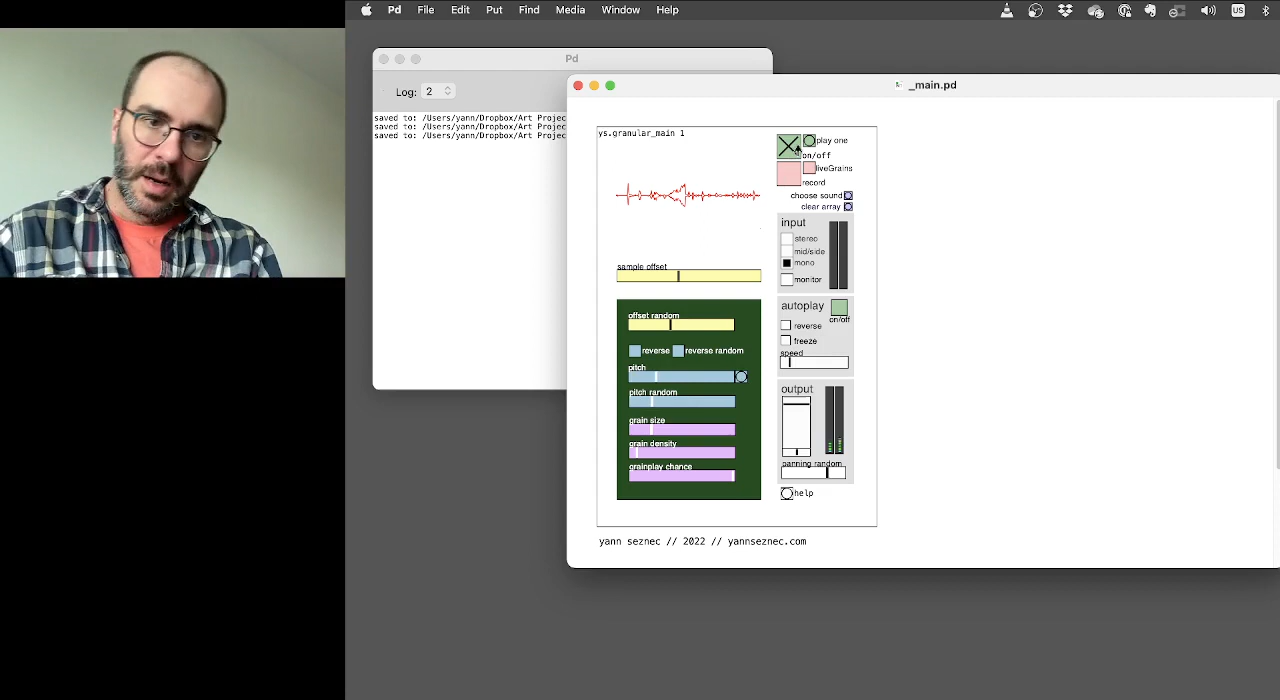 Pd File Edit Put Find Media Window Help
US
Pd
Log: 2
saved to: /Users/yann/Dropbox/Art Projec
saved to: /Users/yann/Dropbox/Art Projec
saved to: /Users/yann/Dropbox/Art Projec
_main.pd
ys.granular_main 1
play one
on/off
liveGrains
record
choose sound
clear array
input
stereo
mid/side
mono
monitor
sample offset
offset random
reverse reverse random
pitch
pitch random
grain size
grain density
grainplay chance
autoplay
on/off
reverse
freeze
speed
output
panning random
help
yann seznec // 2022 // yannseznec.com